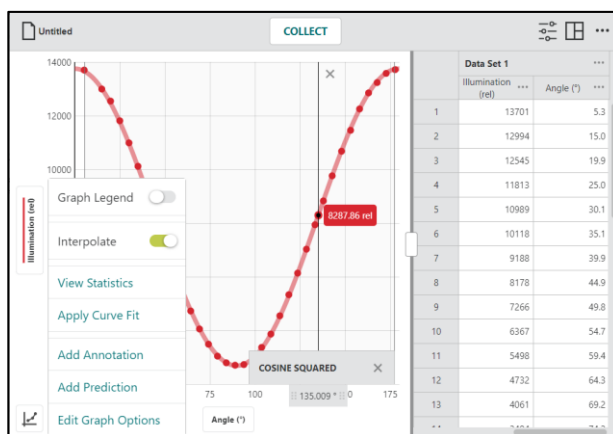 Untitled
COLLECT
14000
12000
10000
Illumination (rel)
Graph Legend
Interpolate
View Statistics
Apply Curve Fit
Add Annotation
Add Prediction
Edit Graph Options
8287.86 rel
COSINE SQUARED
135.009 °
75
100
175
Angle (°)
Data Set 1
Illumination (rel) Angle (°)
1 13701 5.3
2 12994 15.0
3 12545 19.9
4 11813 25.0
5 10989 30.1
6 10118 35.1
7 9188 39.9
8 8178 44.9
9 7266 49.8
10 6367 54.7
11 5498 59.4
12 4732 64.3
13 4061 69.2